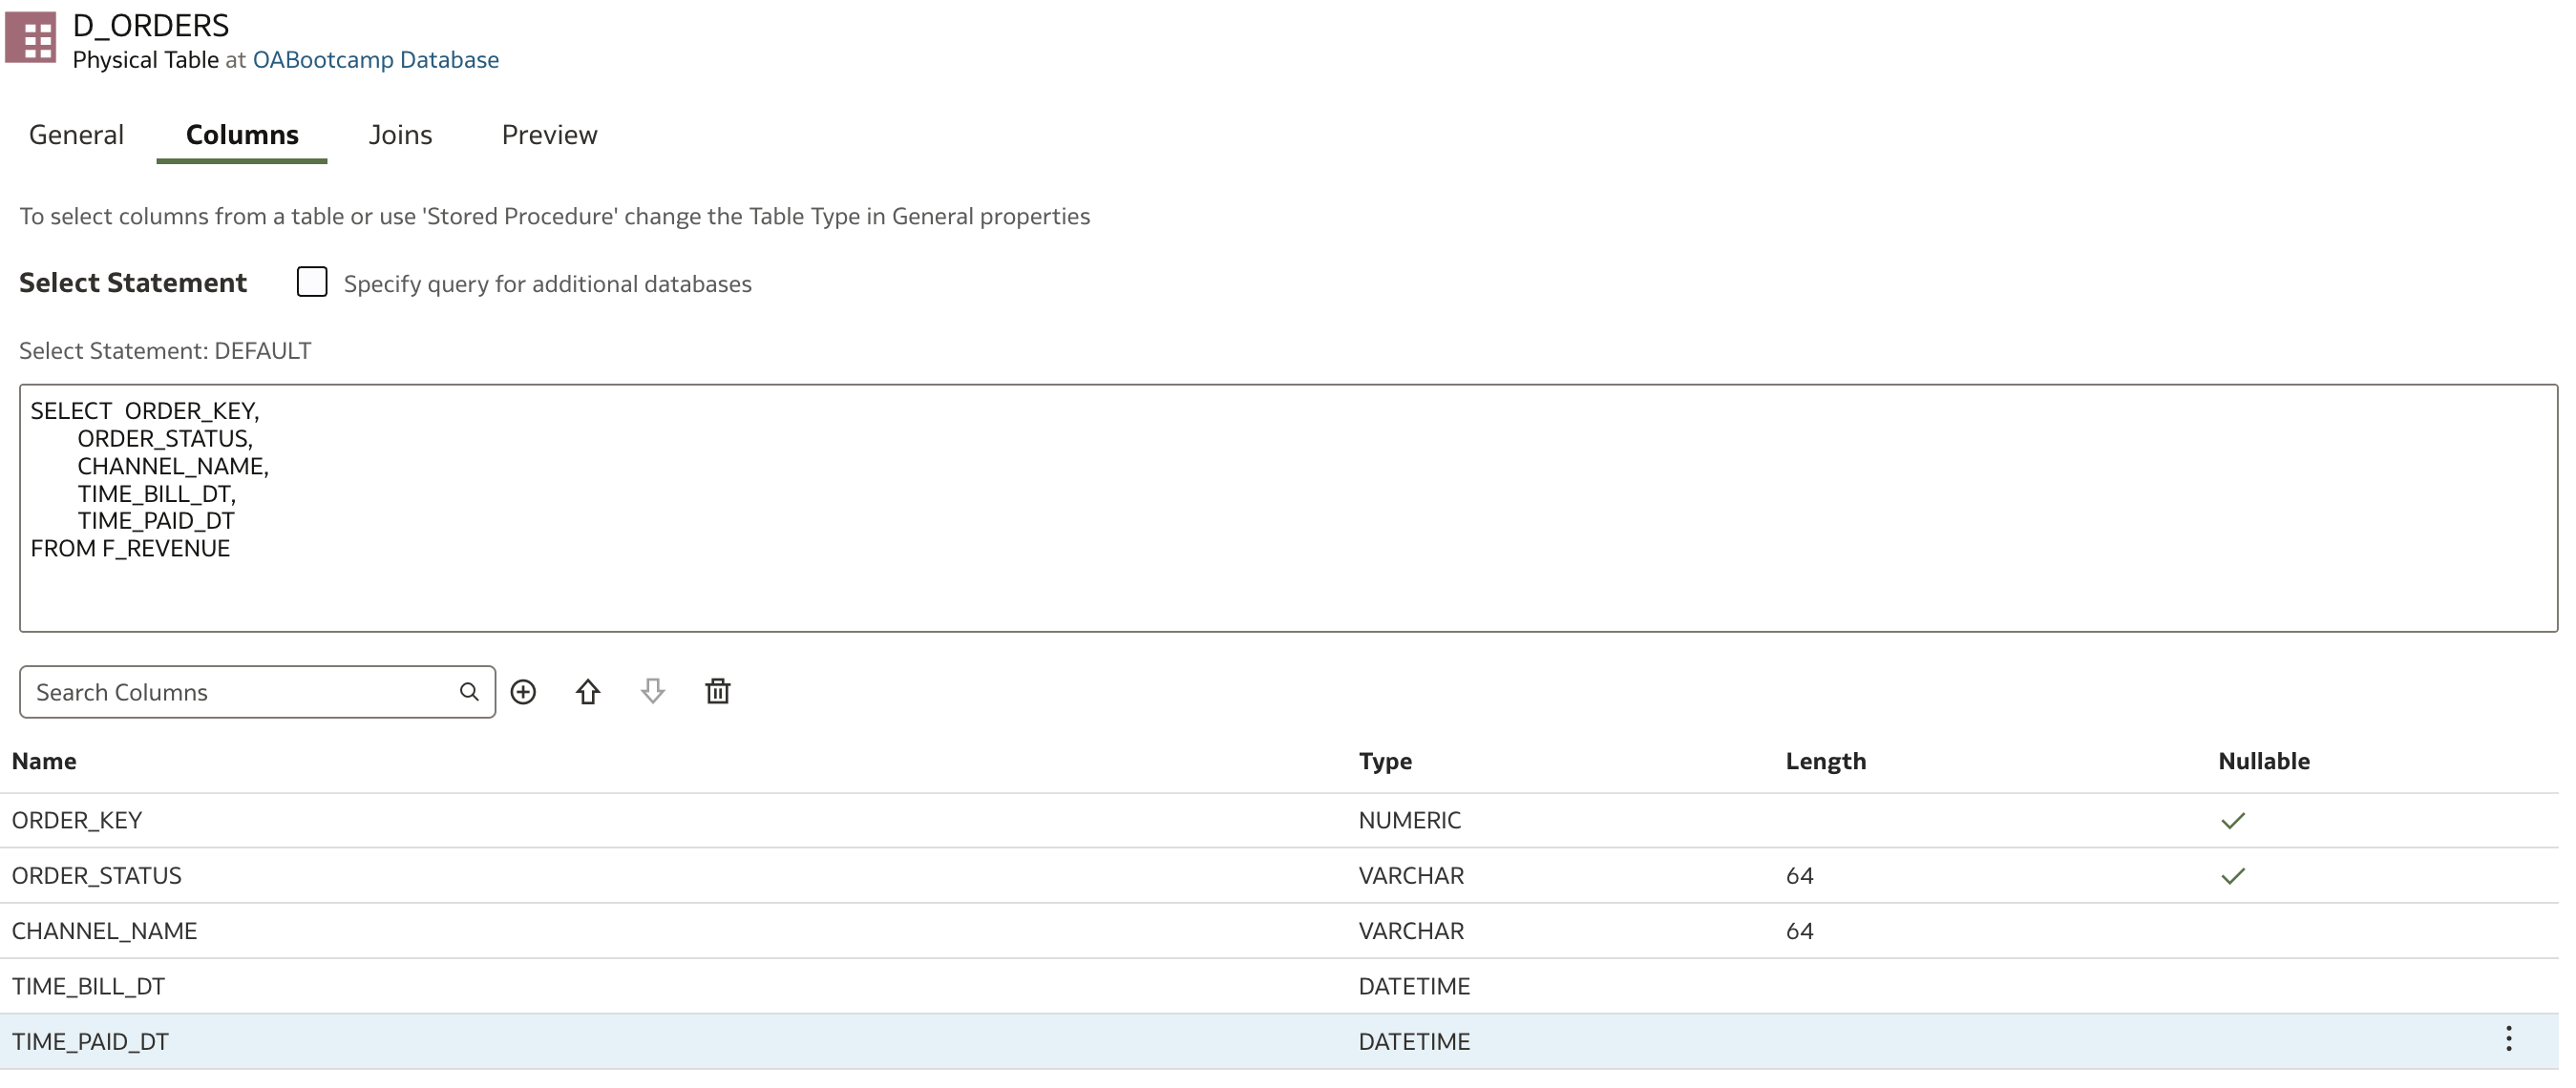 D_ORDERS
Physical Table at OABootcamp Database
General Columns Joins Preview
To select columns from a table or use 'Stored Procedure' change the Table Type in General properties
Select Statement Specify query for additional databases
Select Statement: DEFAULT
SELECT  ORDER_KEY,
ORDER_STATUS,
CHANNEL_NAME,
TIME_BILL_DT,
TIME_PAID_DT
FROM F_REVENUE
Search Columns
Name Type Length Nullable
ORDER_KEY NUMERIC
ORDER_STATUS VARCHAR 64
CHANNEL_NAME VARCHAR 64
TIME_BILL_DT DATETIME
TIME_PAID_DT DATETIME